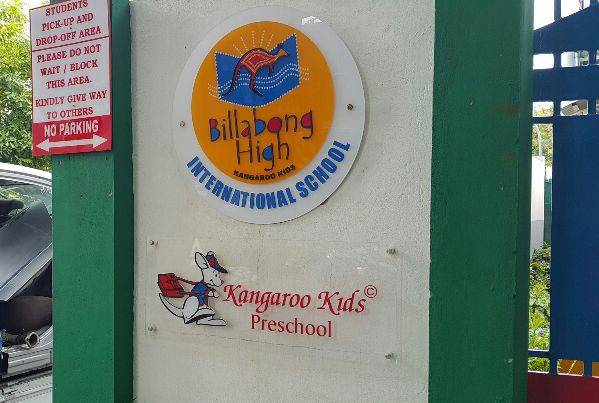 STUDENTS
PICK-UP AND
DROP-OFF AREA
PLEASE DO NOT
WAIT / BLOCK
THIS AREA.
KINDLY GIVE WAY
TO OTHERS
NO PARKING
Billabong
High
KANGAROO KIDS
INTERNATIONAL SCHOOL
Kangaroo Kids©
Preschool